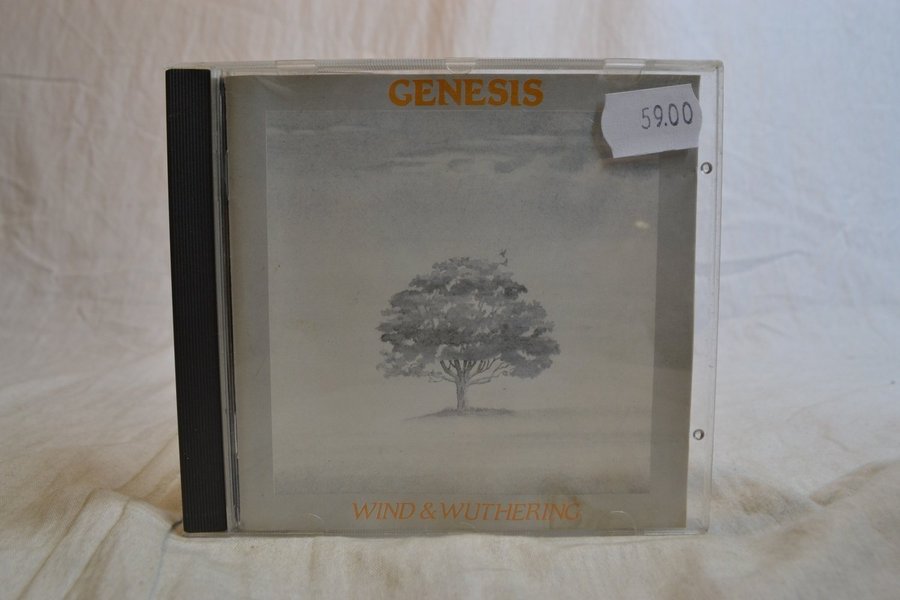 GENESIS
59.00
WIND & WUTHERING